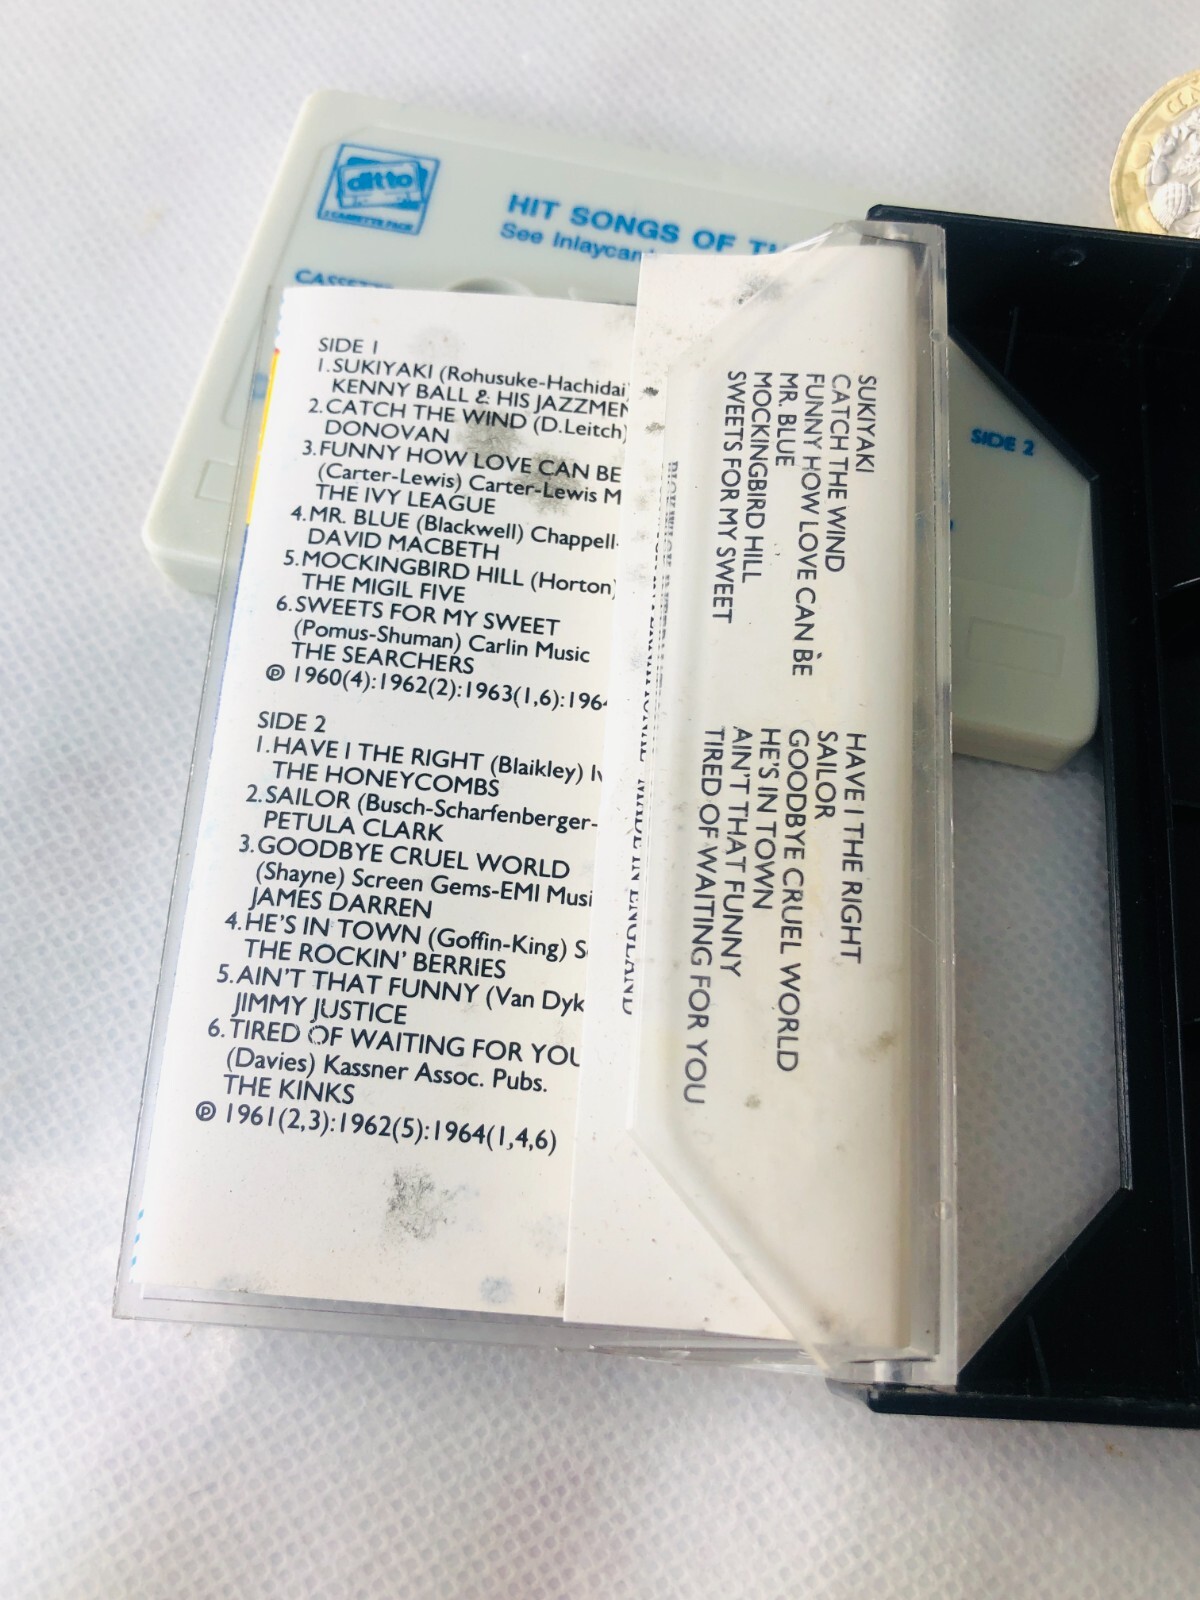 ditto
2 CASSETTE PACK
HIT SONGS OF
See Inlaycard
SIDE 2
SIDE 1
1.SUKIYAKI (Rohusuke-Hachidai)
KENNY BALL & HIS JAZZMEN
2.CATCH THE WIND (D.Leitch)
DONOVAN
3.FUNNY HOW LOVE CAN BE
(Carter-Lewis) Carter-Lewis M
THE IVY LEAGUE
4.MR. BLUE (Blackwell) Chappell-
DAVID MACBETH
5.MOCKINGBIRD HILL (Horton)
THE MIGIL FIVE
6.SWEETS FOR MY SWEET
(Pomus-Shuman) Carlin Music
THE SEARCHERS
℗ 1960(4):1962(2):1963(1,6):1964
SIDE 2
1.HAVE I THE RIGHT (Blaikley)
THE HONEYCOMBS
2.SAILOR (Busch-Scharfenberger-
PETULA CLARK
3.GOODBYE CRUEL WORLD
(Shayne) Screen Gems-EMI Musi
JAMES DARREN
4.HE'S IN TOWN (Goffin-King) S
THE ROCKIN' BERRIES
5.AIN'T THAT FUNNY (Van Dyk
JIMMY JUSTICE
6.TIRED OF WAITING FOR YOU
(Davies) Kassner Assoc. Pubs.
THE KINKS
℗ 1961(2,3):1962(5):1964(1,4,6)
MADE IN ENGLAND
SUKIYAKI
CATCH THE WIND
FUNNY HOW LOVE CAN BE
MR. BLUE
MOCKINGBIRD HILL
SWEETS FOR MY SWEET
HAVE I THE RIGHT
SAILOR
GOODBYE CRUEL WORLD
HE'S IN TOWN
AIN'T THAT FUNNY
TIRED OF WAITING FOR YOU